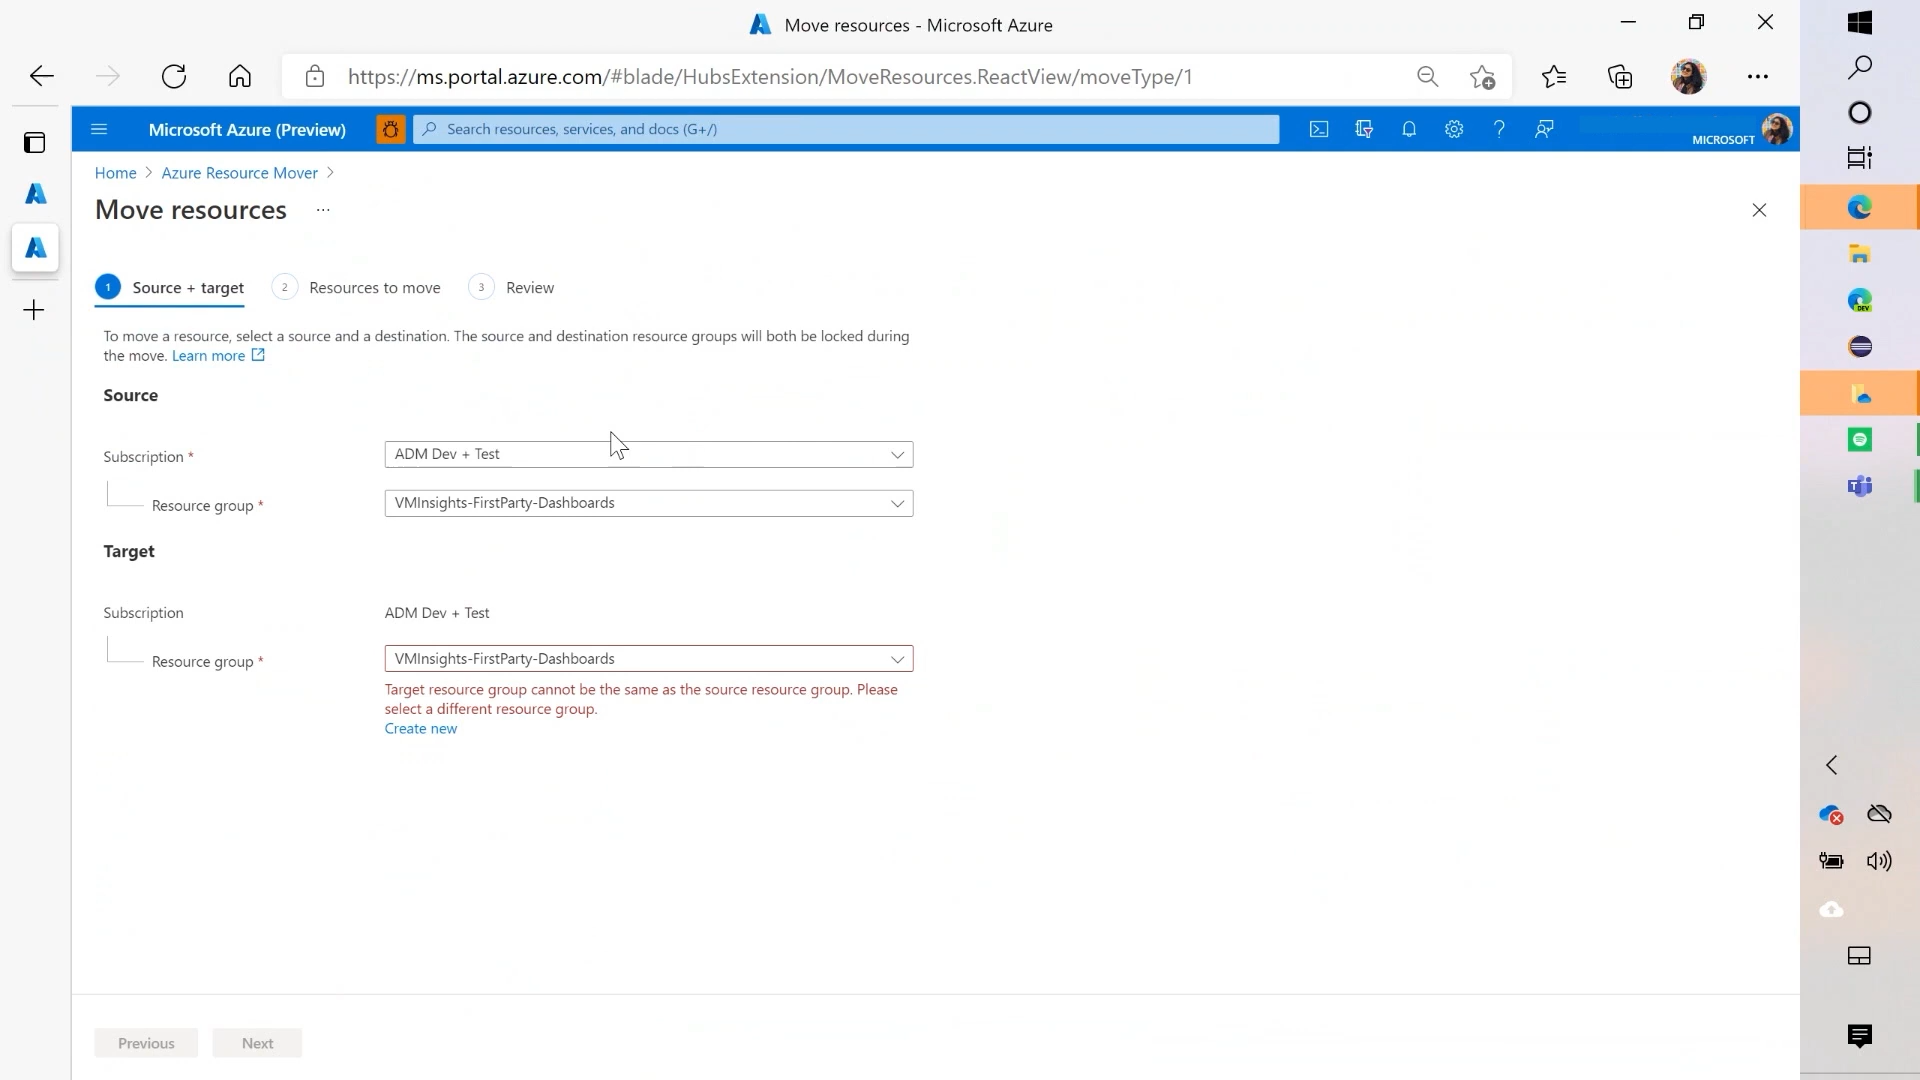 Move resources - Microsoft Azure
https://ms.portal.azure.com/#blade/HubsExtension/MoveResources.ReactView/moveType/1
Microsoft Azure (Preview)
Search resources, services, and docs (G+/)
MICROSOFT
Home > Azure Resource Mover >
Move resources ...
1 Source + target
2 Resources to move
3 Review
To move a resource, select a source and a destination. The source and destination resource groups will both be locked during
the move. Learn more
Source
Subscription *
ADM Dev + Test
Resource group *
VMInsights-FirstParty-Dashboards
Target
Subscription
ADM Dev + Test
Resource group *
VMInsights-FirstParty-Dashboards
Target resource group cannot be the same as the source resource group. Please
select a different resource group.
Create new
Previous
Next
DEV